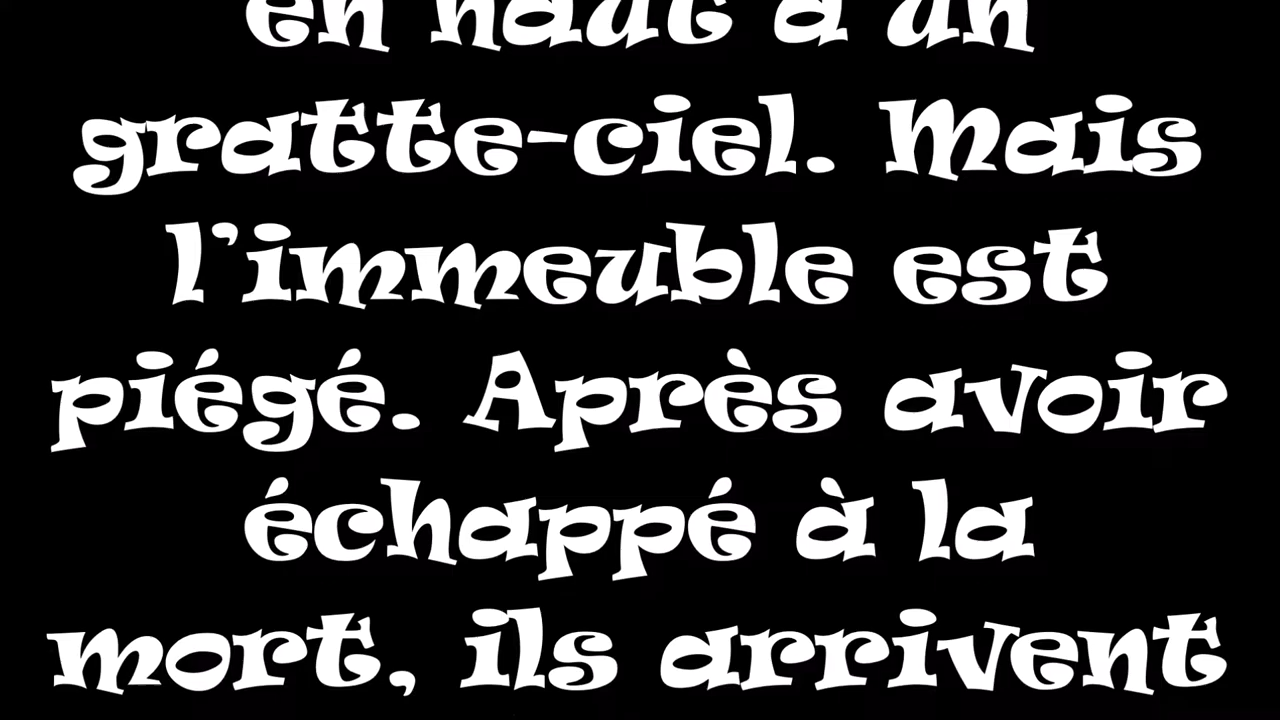 en haut d'un
gratte-ciel. Mais
l’immeuble est
piégé. Après avoir
échappé à la
mort, ils arrivent